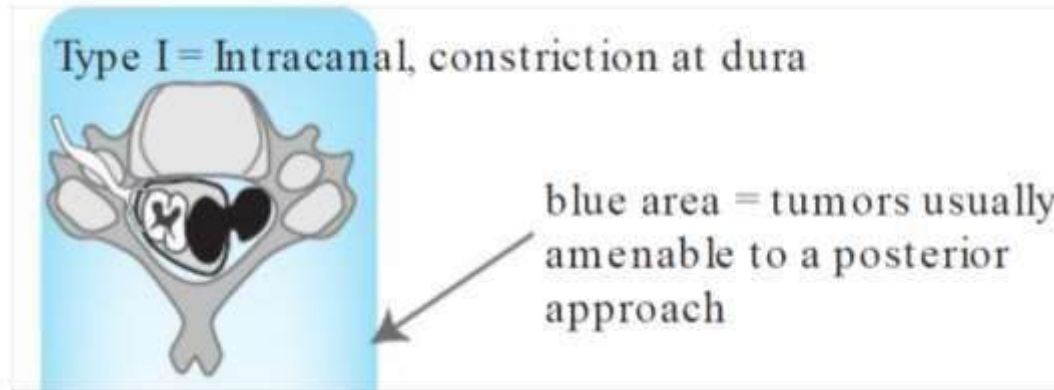 Type I = Intracanal, constriction at dura
blue area = tumors usually
amenable to a posterior
approach